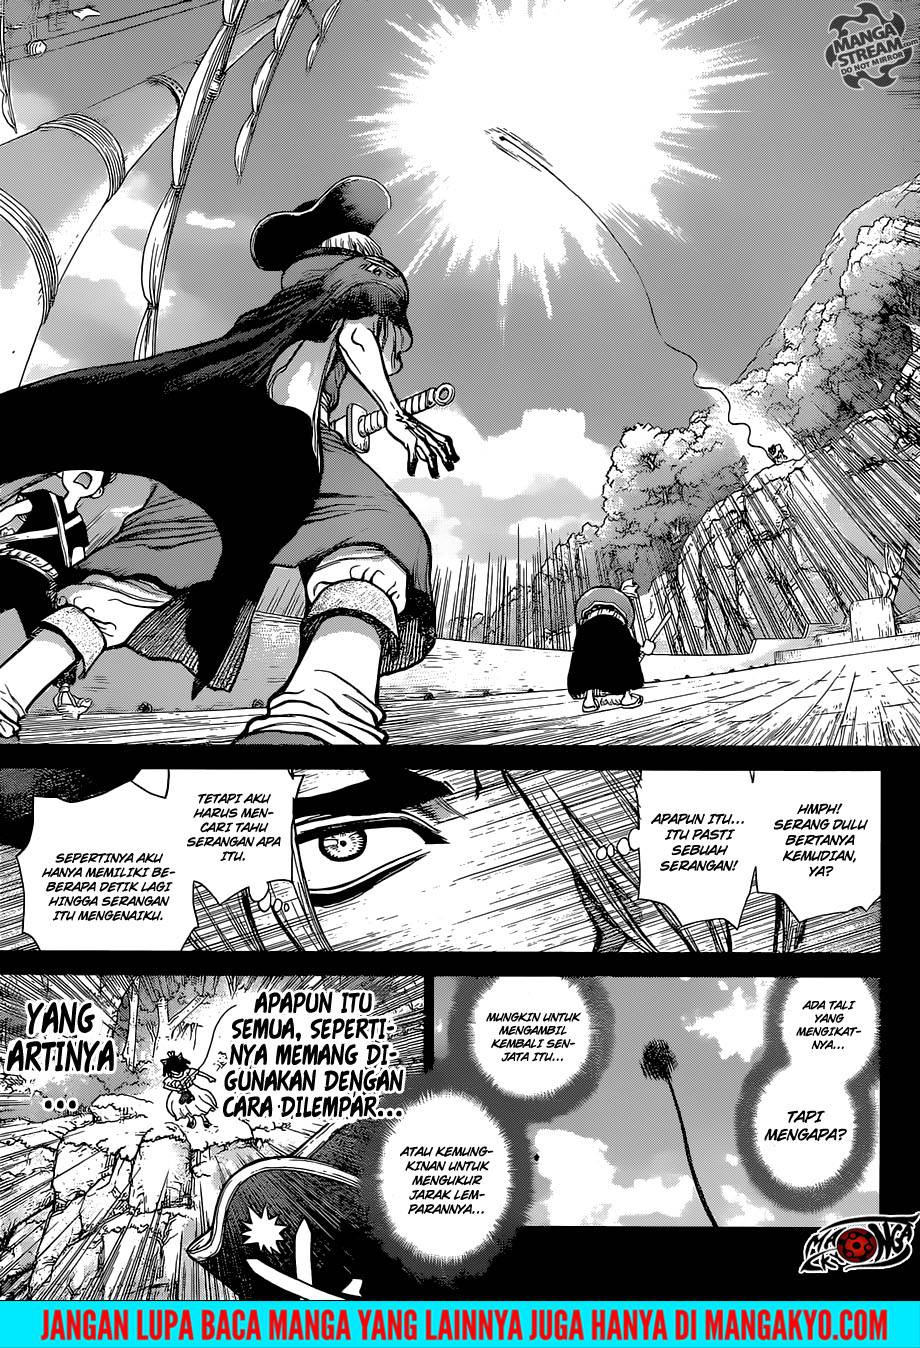 MANGA
STREAM
DO NOT MIRROR
HMPH!
SERANG DULU
BERTANYA
KEMUDIAN,
YA?
APAPUN ITU...
ITU PASTI
SEBUAH
SERANGAN!
TETAPI AKU
HARUS MEN-
CARI TAHU
SERANGAN APA
ITU.
SEPERTINYA AKU
HANYA MEMILIKI BE-
BERAPA DETIK LAGI
HINGGA SERANGAN
ITU MENGENAIKU.
ADA TALI
YANG
MENGIKAT-
NYA...
TAPI
MENGAPA?
MUNGKIN UNTUK
MENGAMBIL
KEMBALI SEN-
JATA ITU...
ATAU KEMUNG-
KINAN UNTUK
MENGUKUR
JARAK LEM-
PARANNYA...
APAPUN ITU
SEMUA, SEPERTI-
NYA MEMANG DI-
GUNAKAN DENGAN
CARA DILEMPAR...
YANG
ARTINYA
...
MANGA
KYO
JANGAN LUPA BACA MANGA YANG LAINNYA JUGA HANYA DI MANGAKYO.COM